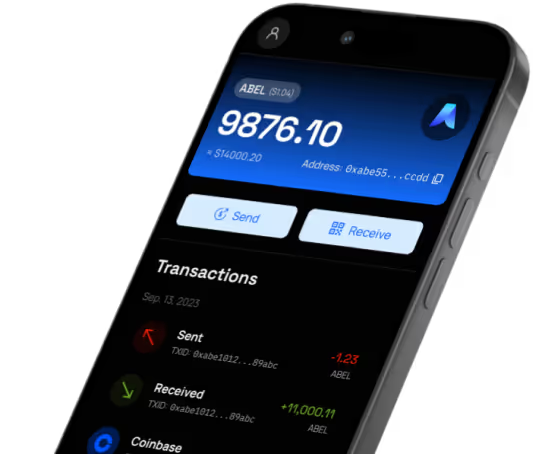 ABEL ($1.04)
9876.10
≈ $14000.20
Address: 0xabe55...ccdd
Send
Receive
Transactions
Sep. 13, 2023
Sent
-1.23
TXID: 0xabe1012...89abc
ABEL
Received
+11,000.11
TXID: 0xabe1012...89abc
ABEL
Coinbase